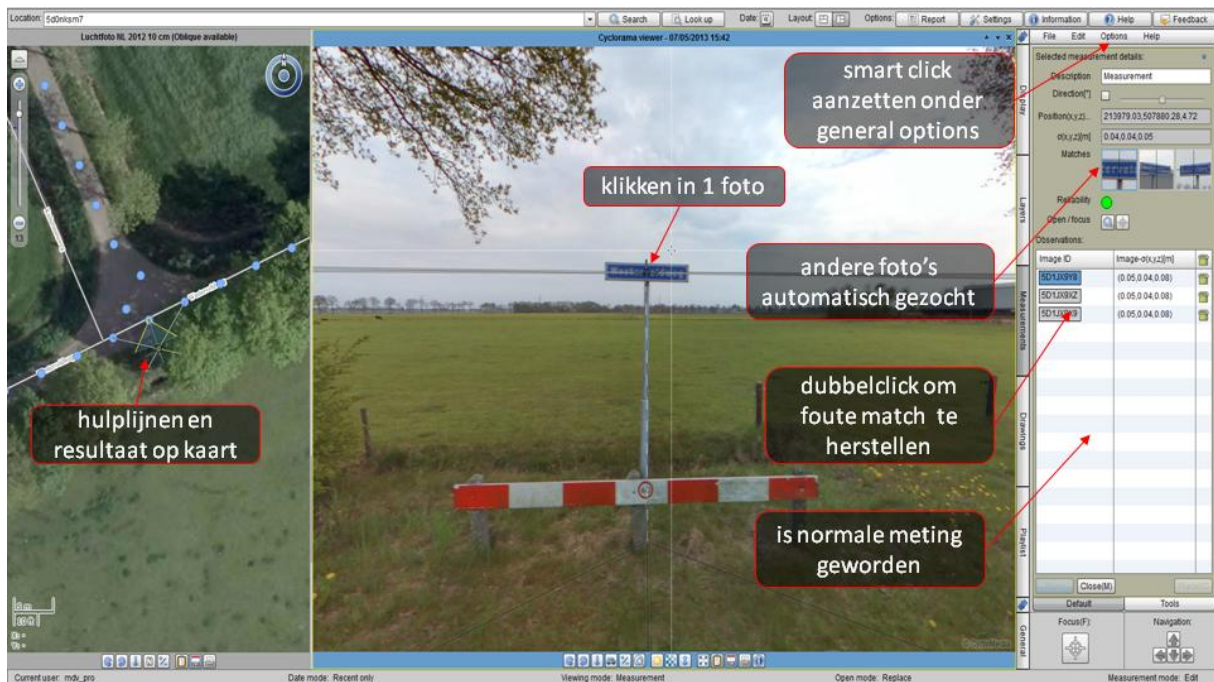 Location: 5d0nksm7 Search Look up Date: Layout: Options: Report Settings Information Help Feedback
Luchtfoto NL 2012 10 cm (Oblique available)
Cyclorama viewer - 07/05/2013 15:42
File Edit Options Help
Selected measurement details:
Description Measurement
Direction[°]
Position(x,y,z)... 213979.03,507880.28,4.72
σ(x,y,z)[m] 0.04,0.04,0.05
Matches
Reliability
Open / focus
Observations:
Image ID Image-σ(x,y,z)[m]
5D1JX9Y8 (0.05,0.04,0.08)
5D1JX9XZ (0.05,0.04,0.08)
(0.05,0.04,0.08)
Close(M)
Default Tools
Focus(F): Navigation:
Display
Layers
Measurements
Drawings
Playlist
General
smart click
aanzetten onder
general options
klikken in 1 foto
andere foto's
automatisch gezocht
dubbelclick om
foute match te
herstellen
is normale meting
geworden
hulplijnen en
resultaat op kaart
13
Current user: mdv_pro Date mode: Recent only Viewing mode: Measurement Open mode: Replace Measurement mode: Edit